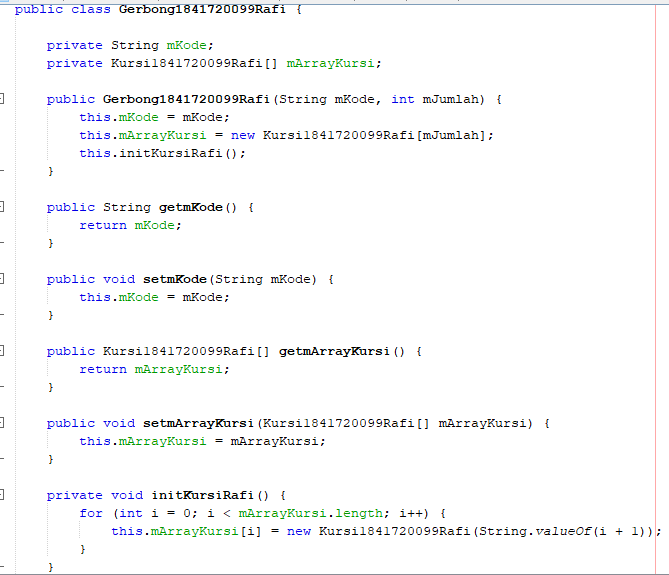 public class Gerbong1841720099Rafi {
private String mKode;
private Kursi1841720099Rafi[] mArrayKursi;
public Gerbong1841720099Rafi(String mKode, int mJumlah) {
this.mKode = mKode;
this.mArrayKursi = new Kursi1841720099Rafi[mJumlah];
this.initKursiRafi();
}
public String getmKode() {
return mKode;
}
public void setmKode(String mKode) {
this.mKode = mKode;
}
public Kursi1841720099Rafi[] getmArrayKursi() {
return mArrayKursi;
}
public void setmArrayKursi(Kursi1841720099Rafi[] mArrayKursi) {
this.mArrayKursi = mArrayKursi;
}
private void initKursiRafi() {
for (int i = 0; i < mArrayKursi.length; i++) {
this.mArrayKursi[i] = new Kursi1841720099Rafi(String.valueOf(i + 1));
}
}